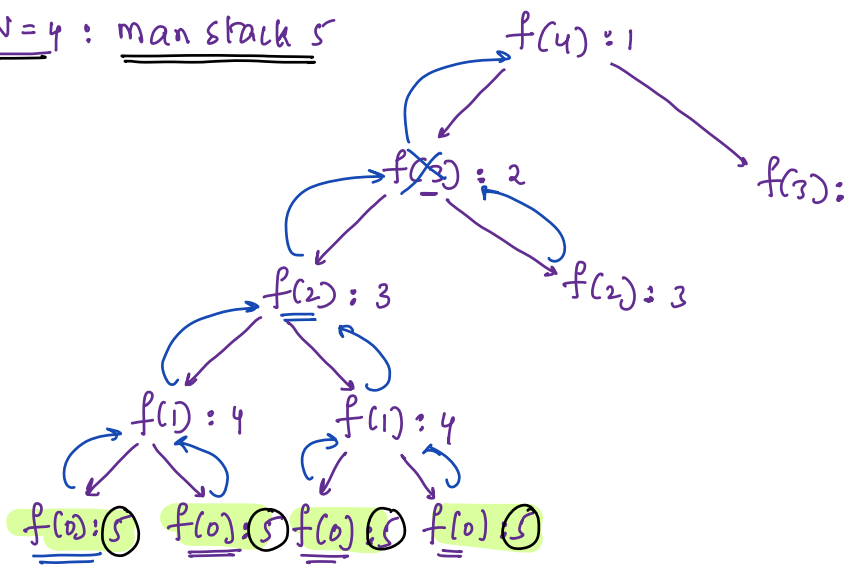 N=4 : man stack 5
f(4) : 1
f(3) : 2
f(3) :
f(2) : 3
f(2) : 3
f(1) : 4
f(1) : 4
f(0) : 5
f(0) : 5
f(0) : 5
f(0) : 5